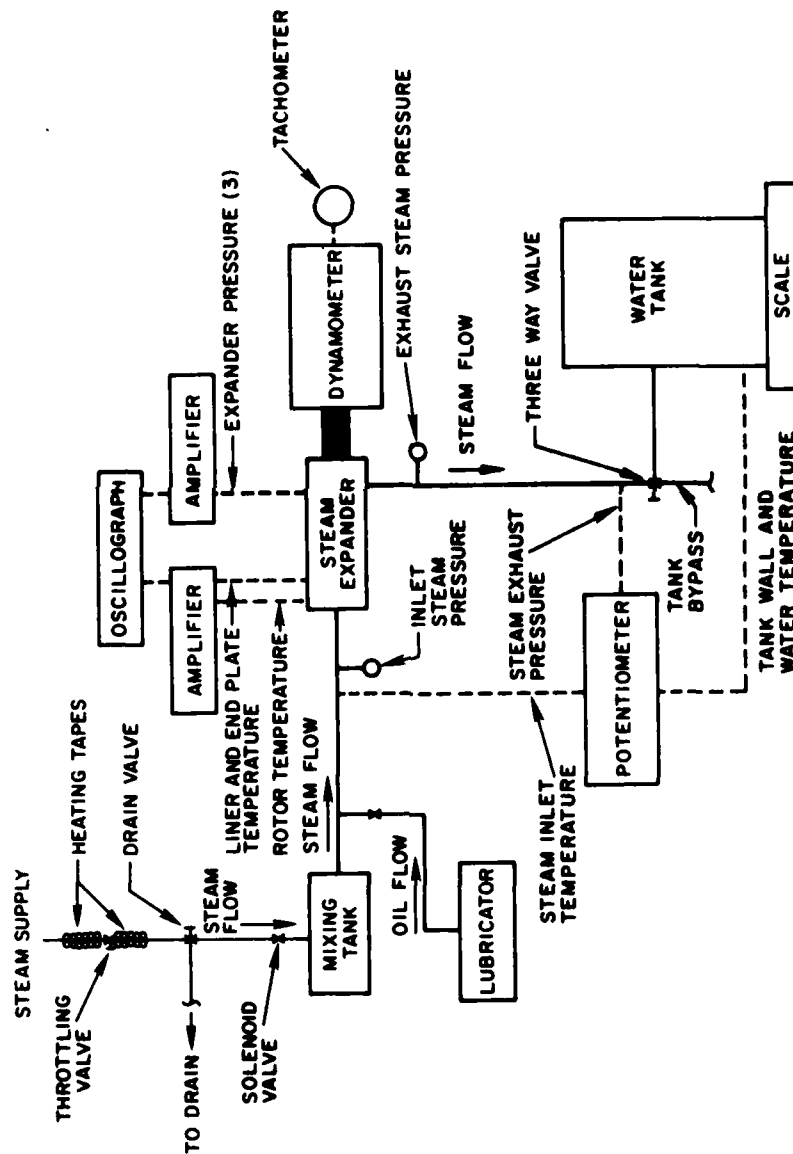 STEAM SUPPLY
HEATING TAPES
THROTTLING
VALVE
DRAIN VALVE
TO DRAIN
STEAM
FLOW
SOLENOID
VALVE
MIXING
TANK
OIL FLOW
LUBRICATOR
OSCILLOGRAPH
AMPLIFIER
AMPLIFIER
LINER AND END PLATE
TEMPERATURE
ROTOR TEMPERATURE
EXPANDER PRESSURE (3)
STEAM FLOW
STEAM
EXPANDER
DYNAMOMETER
TACHOMETER
INLET
STEAM
PRESSURE
EXHAUST STEAM PRESSURE
STEAM FLOW
STEAM INLET
TEMPERATURE
STEAM EXHAUST
PRESSURE
POTENTIOMETER
THREE WAY VALVE
TANK
BYPASS
WATER
TANK
TANK WALL AND
WATER TEMPERATURE
SCALE